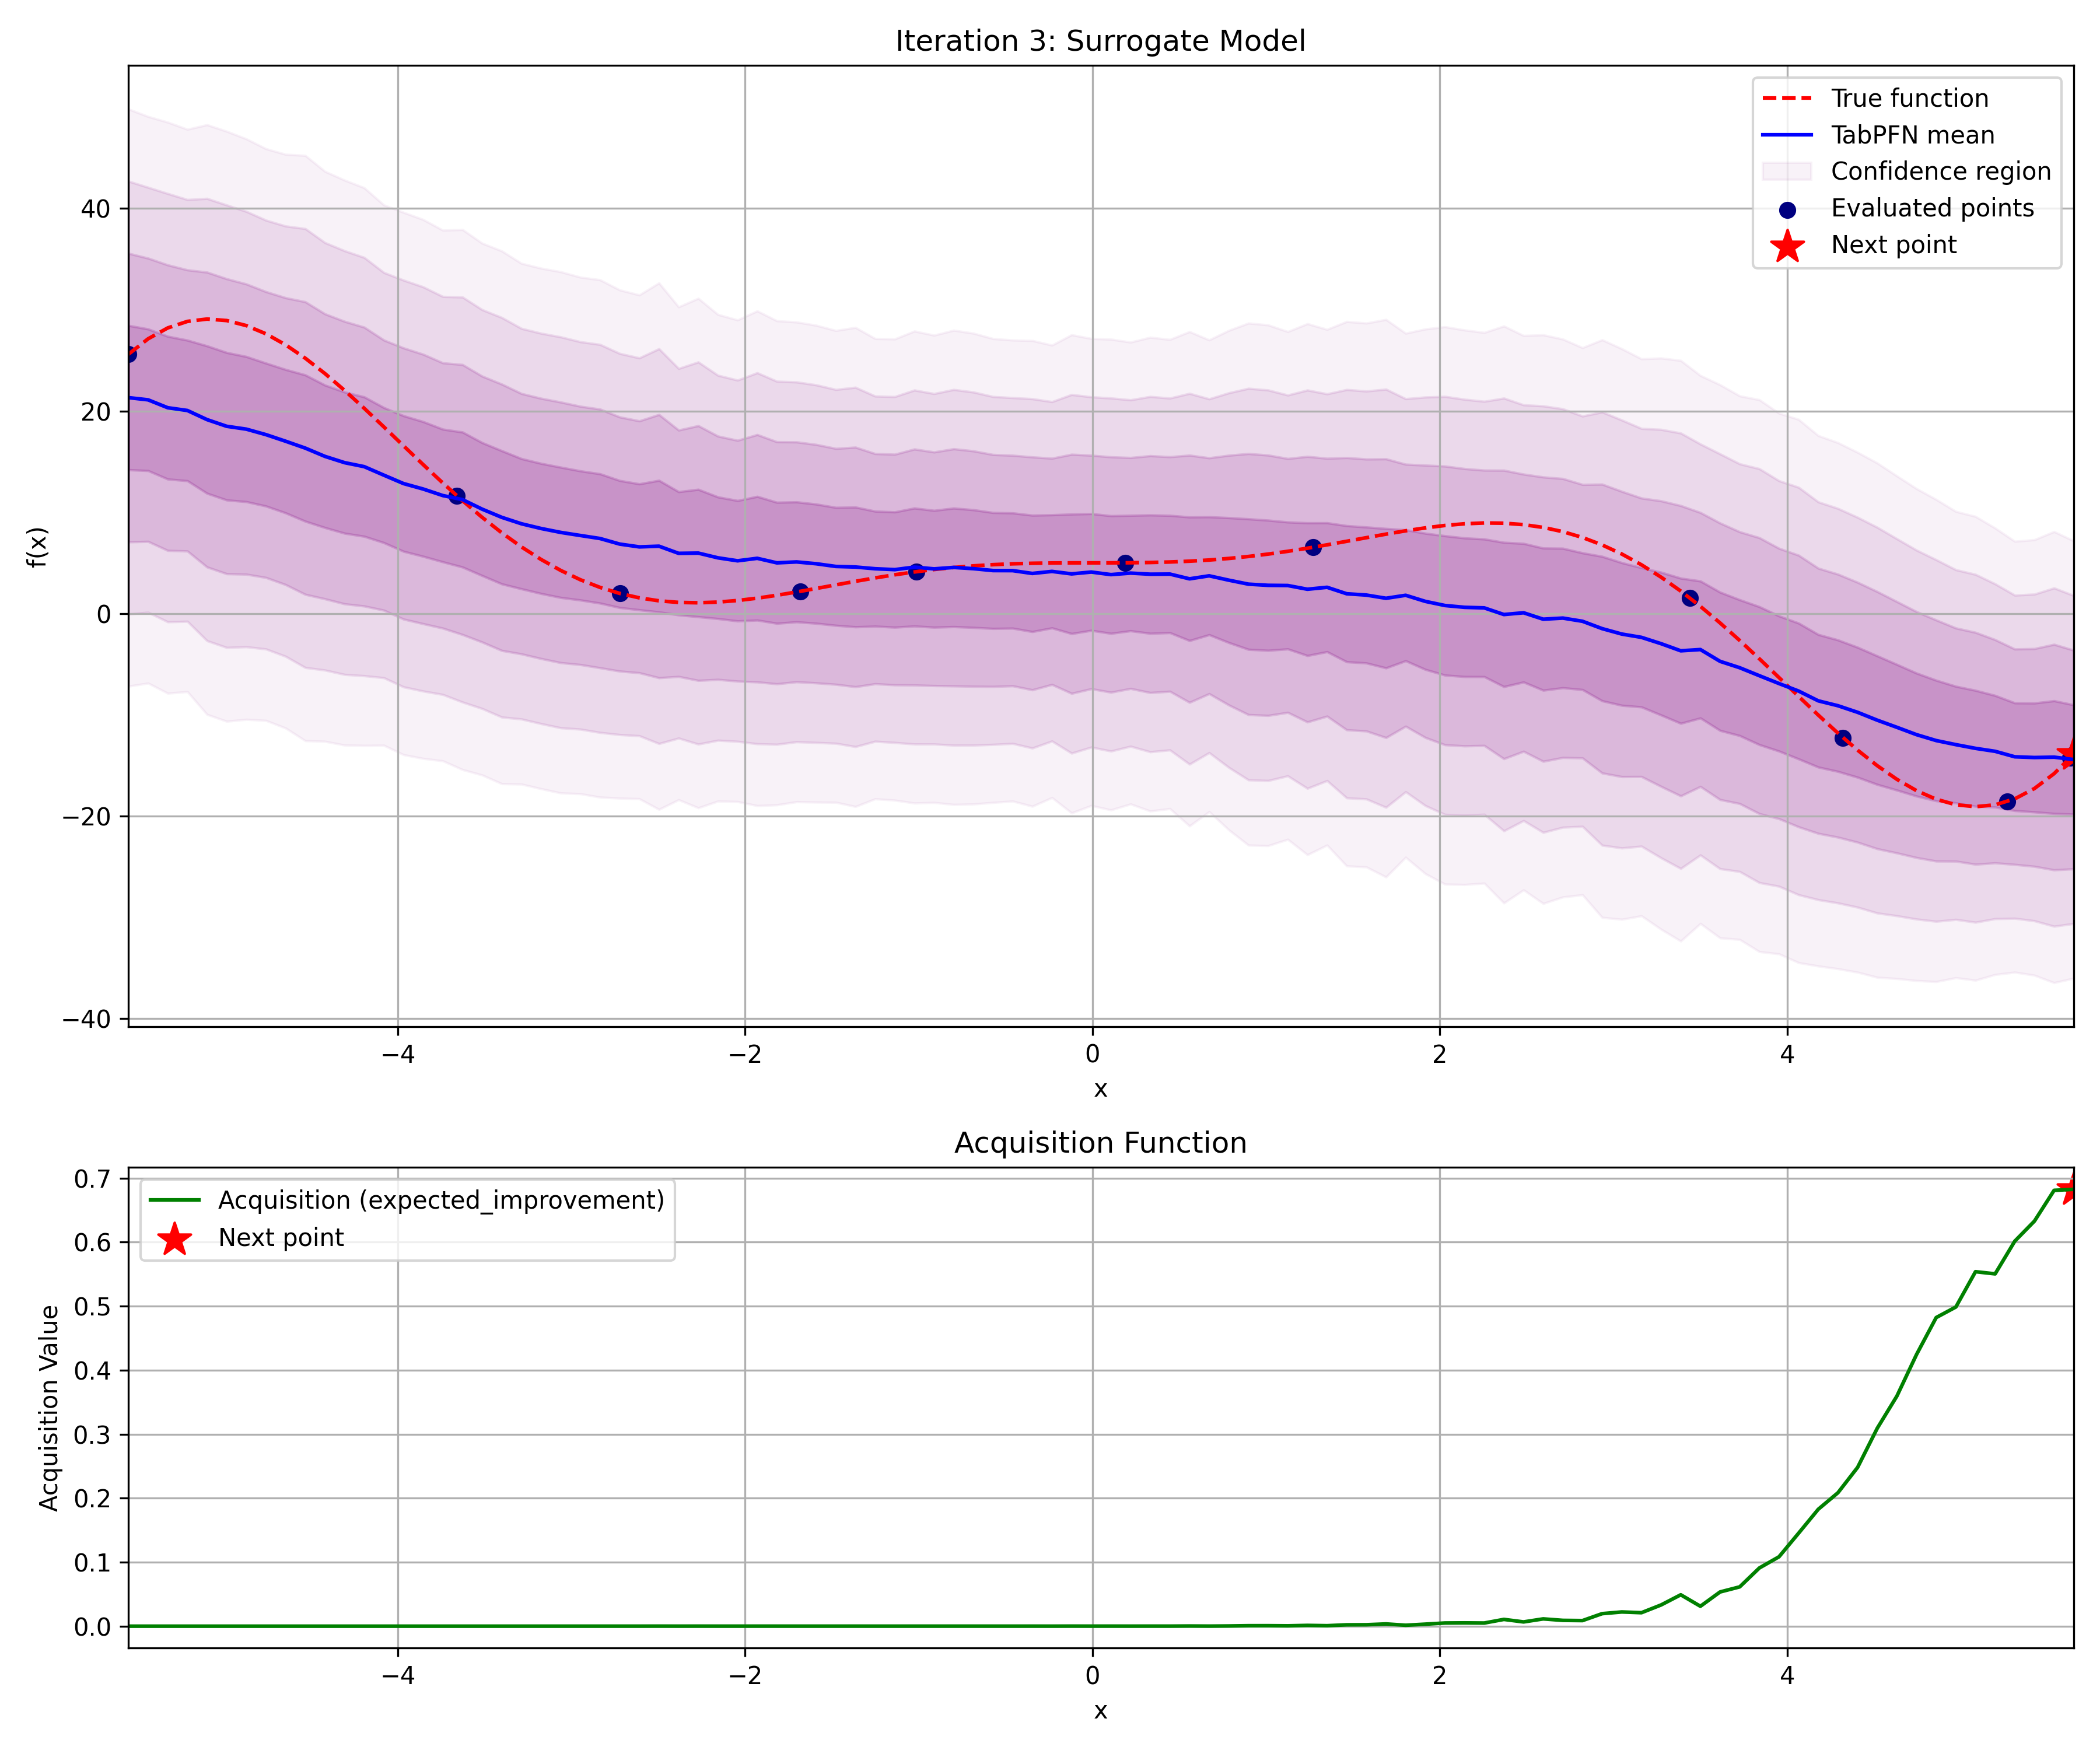 Iteration 3: Surrogate Model
True function
TabPFN mean
Confidence region
Evaluated points
Next point
f(x)
40
20
0
−20
−40
−4
−2
0
2
4
x
Acquisition Function
Acquisition (expected_improvement)
Next point
Acquisition Value
0.7
0.6
0.5
0.4
0.3
0.2
0.1
0.0
−4
−2
0
2
4
x